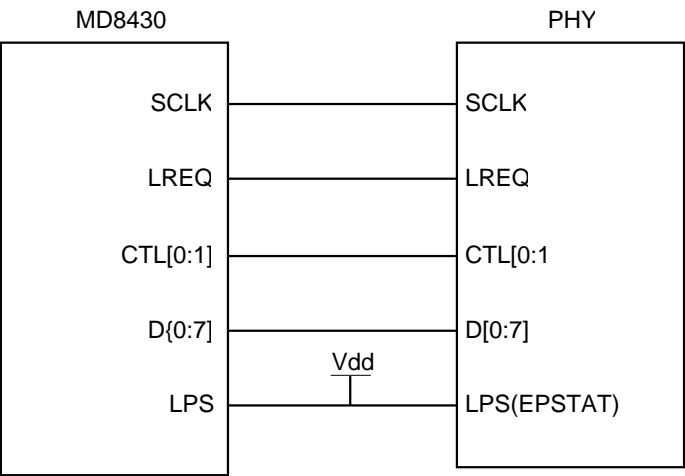 MD8430 PHY
SCLK SCLK
LREQ LREQ
CTL[0:1] CTL[0:1
D{0:7] D[0:7]
Vdd
LPS LPS(EPSTAT)